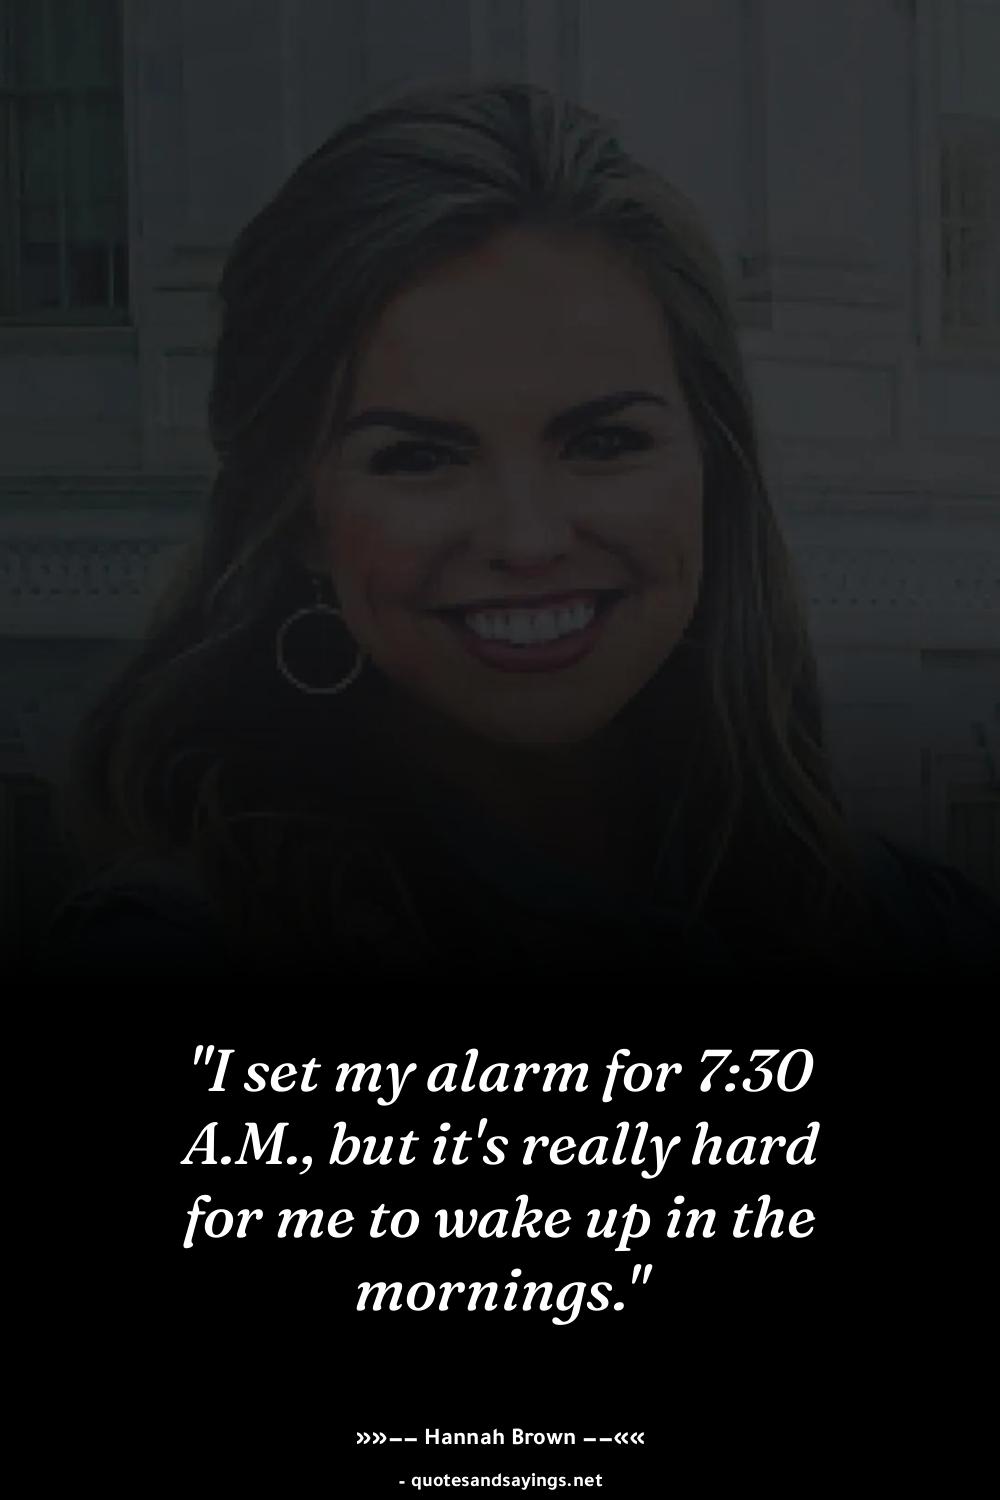 "I set my alarm for 7:30
A.M., but it's really hard
for me to wake up in the
mornings."
»»–– Hannah Brown ––««
- quotesandsayings.net